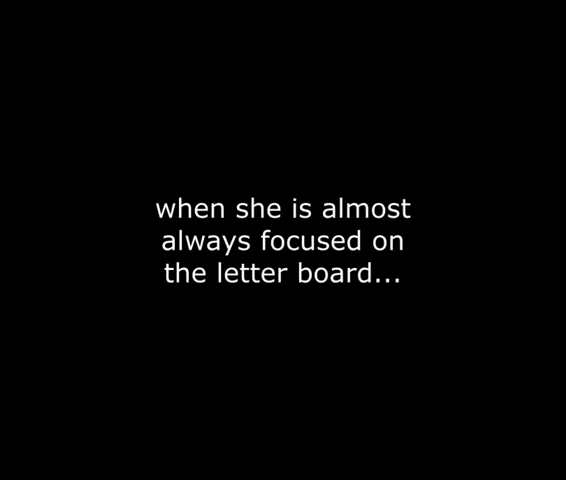 when she is almost
always focused on
the letter board...